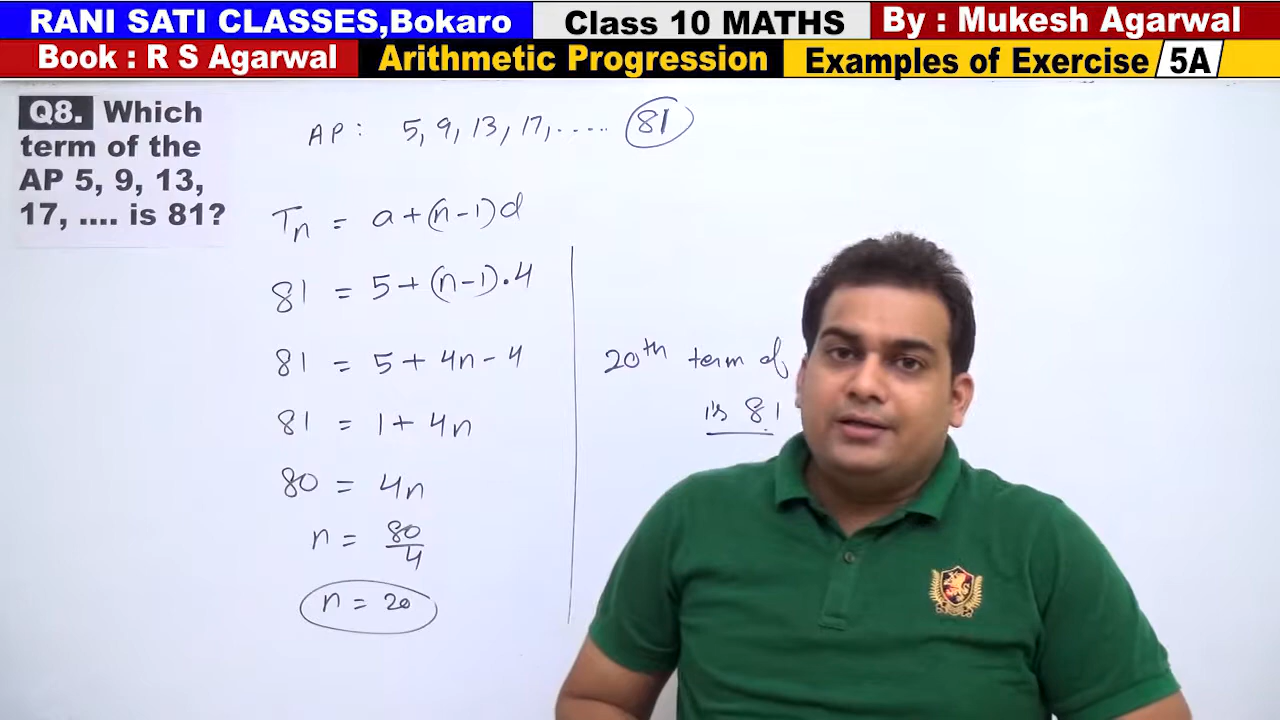 RANI SATI CLASSES,Bokaro
Class 10 MATHS
By : Mukesh Agarwal
Book : R S Agarwal
Arithmetic Progression
Examples of Exercise 5A
Q8. Which
term of the
AP 5, 9, 13,
17, .... is 81?
AP : 5, 9, 13, 17, ..... 81
Tn = a+(n-1)d
81 = 5+(n-1).4
81 = 5+ 4n-4
81 = 1+ 4n
80 = 4n
n = 80/4
n = 20
20th term of
is 81